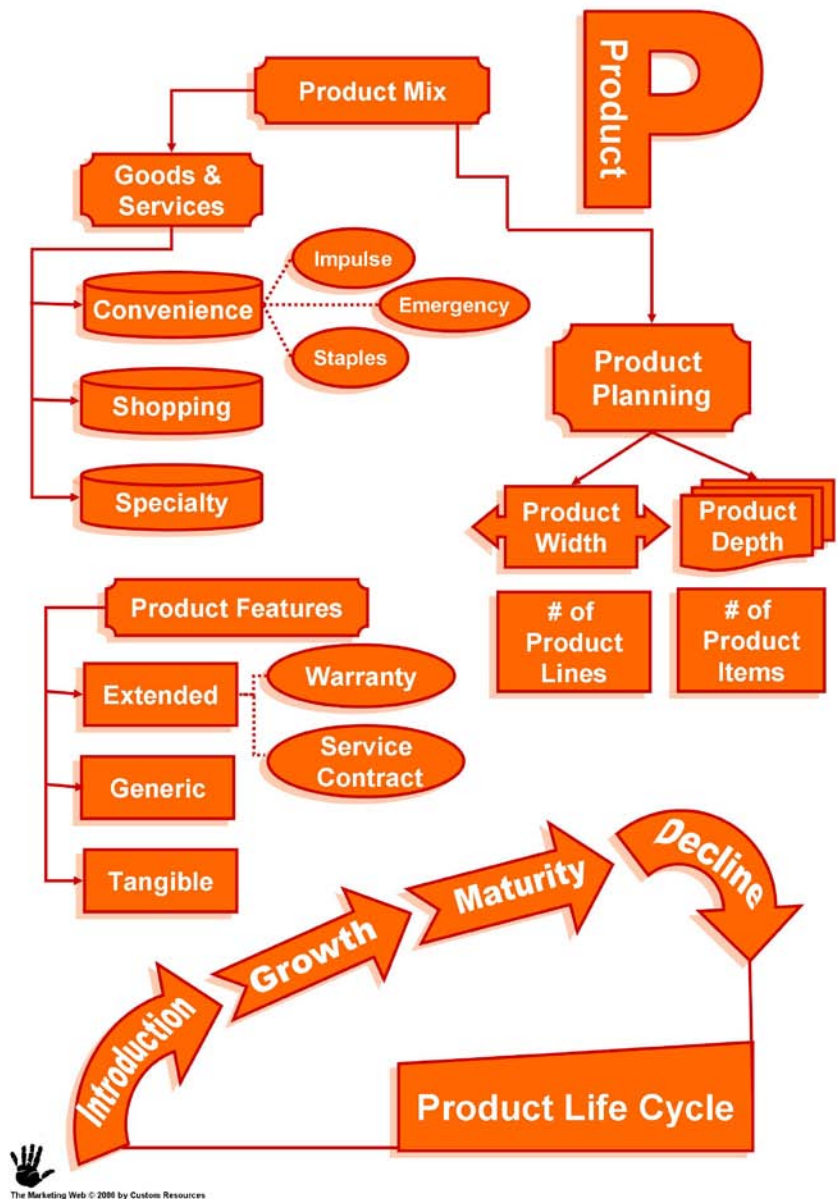 Product
Product Mix
Goods &
Services
Convenience
Impulse
Emergency
Staples
Shopping
Specialty
Product
Planning
Product
Width
Product
Depth
# of
Product
Lines
# of
Product
Items
Product Features
Extended
Warranty
Service
Contract
Generic
Tangible
Introduction
Growth
Maturity
Decline
Product Life Cycle
The Marketing Web © 2006 by Custom Resources